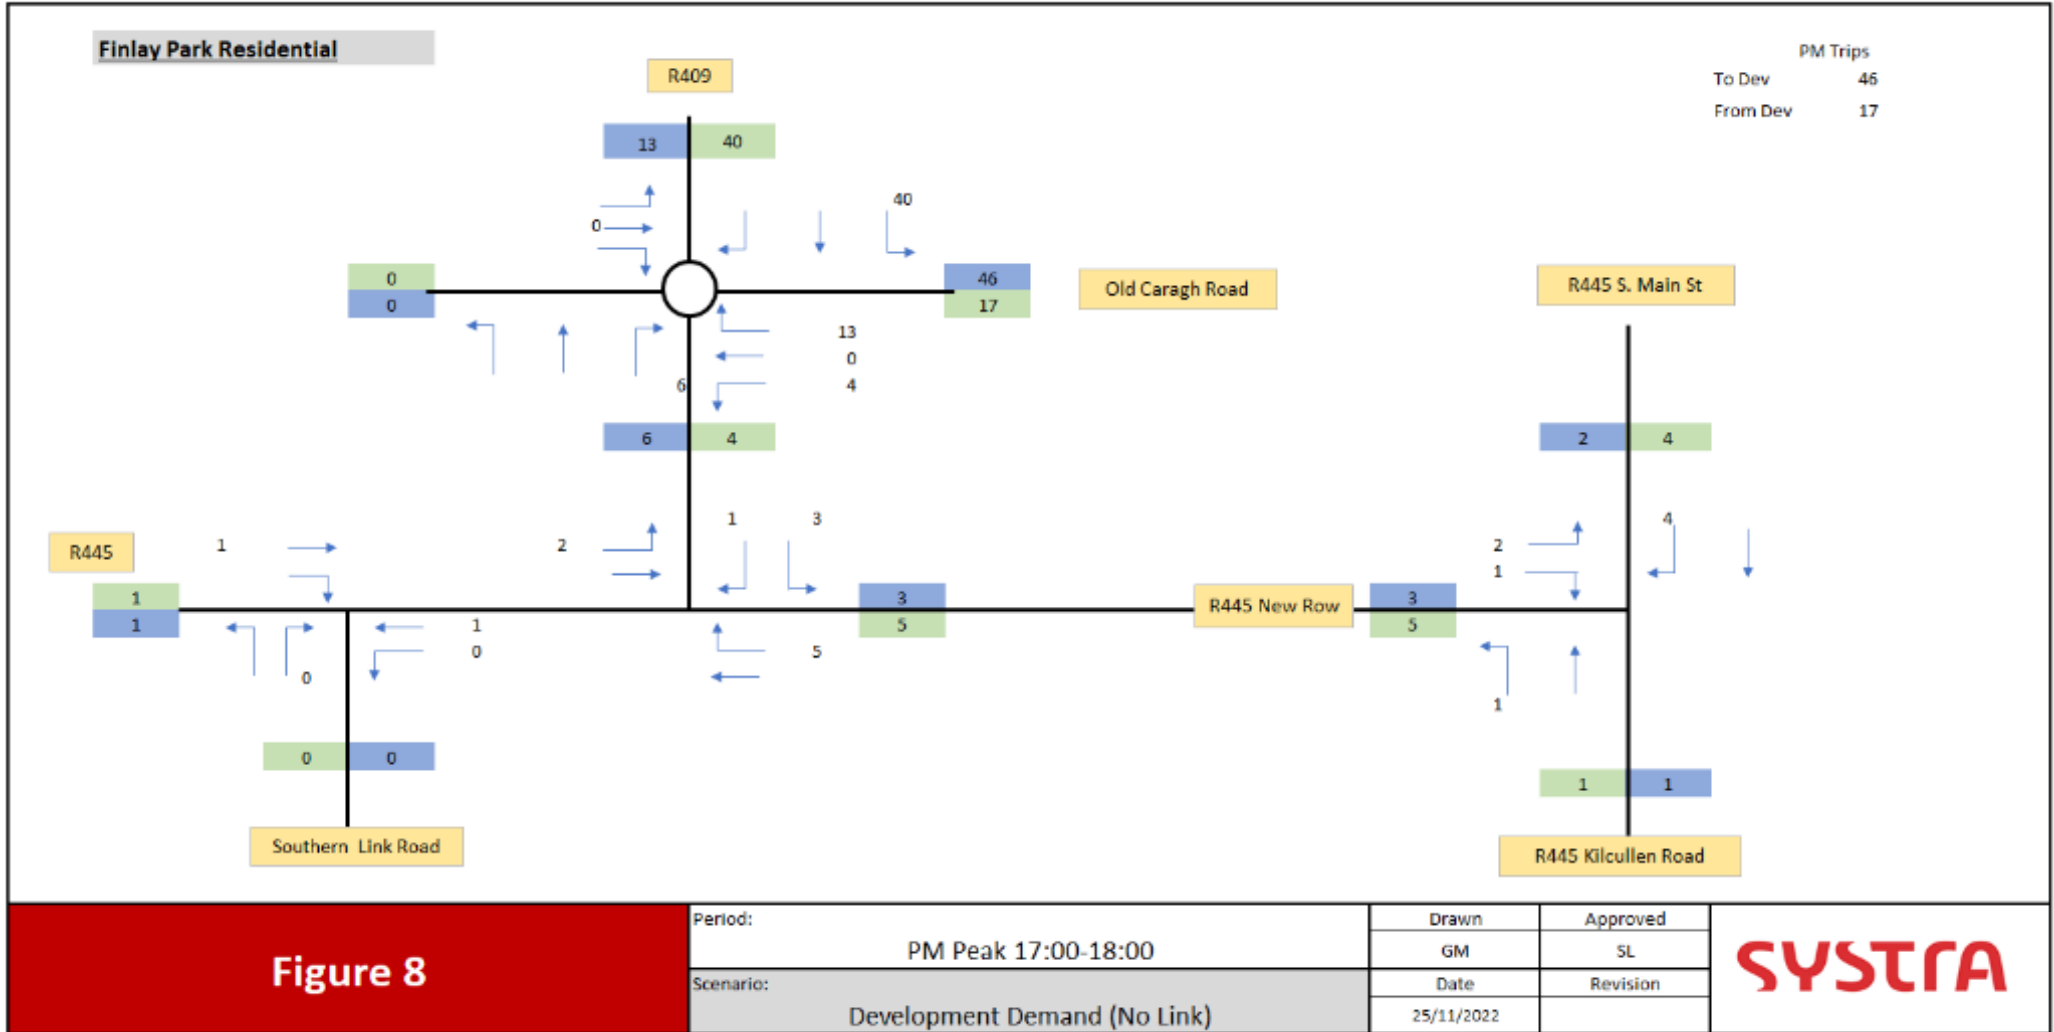 Finlay Park Residential
R409
PM Trips
To Dev 46
From Dev 17
13 40
40
0
0
0
46
17
Old Caragh Road
R445 S. Main St
13
0
4
6
6 4
2 4
R445
1
2
1 3
2
1
4
1
1
3
5
R445 New Row
3
5
1
0
0
5
1
0 0
1 1
Southern Link Road
R445 Kilcullen Road
Figure 8
Period:
PM Peak 17:00-18:00
Scenario:
Development Demand (No Link)
Drawn Approved
GM SL
Date Revision
25/11/2022
SYSTRA